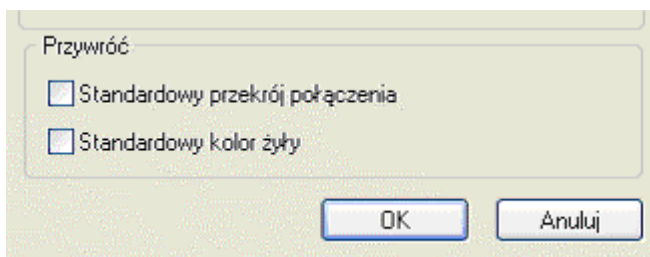 Przywróć
Standardowy przekrój połączenia
Standardowy kolor żyły
OK
Anuluj